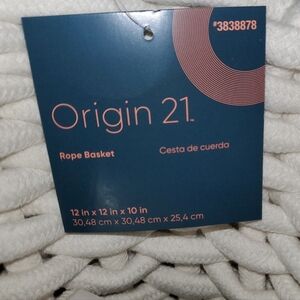 #3838878
Origin 21™
Rope Basket
Cesta de cuerda
12 in x 12 in x 10 in
30,48 cm x 30,48 cm x 25,4 cm